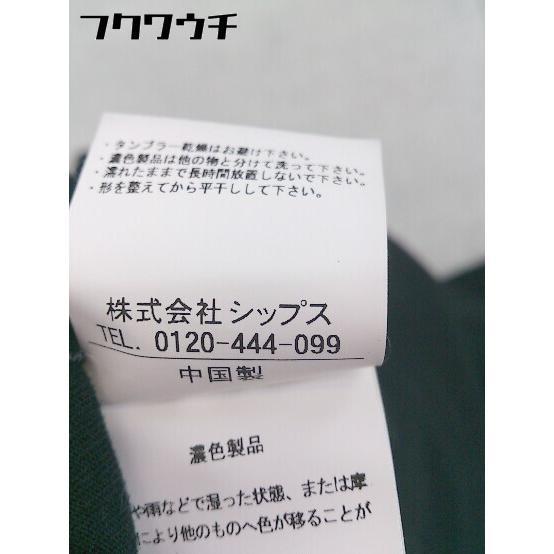 フクワウチ
・タンブラー乾燥はお避け下さい。
・濃色製品は他の物と分けて洗って下さい。
・濡れたままで長時間放置しないで下さい。
・形を整えてから平干しして下さい。
株式会社シップス
TEL. 0120-444-099
中国製
濃色製品
や雨などで湿った状態、または摩
により他のものへ色が移ることが